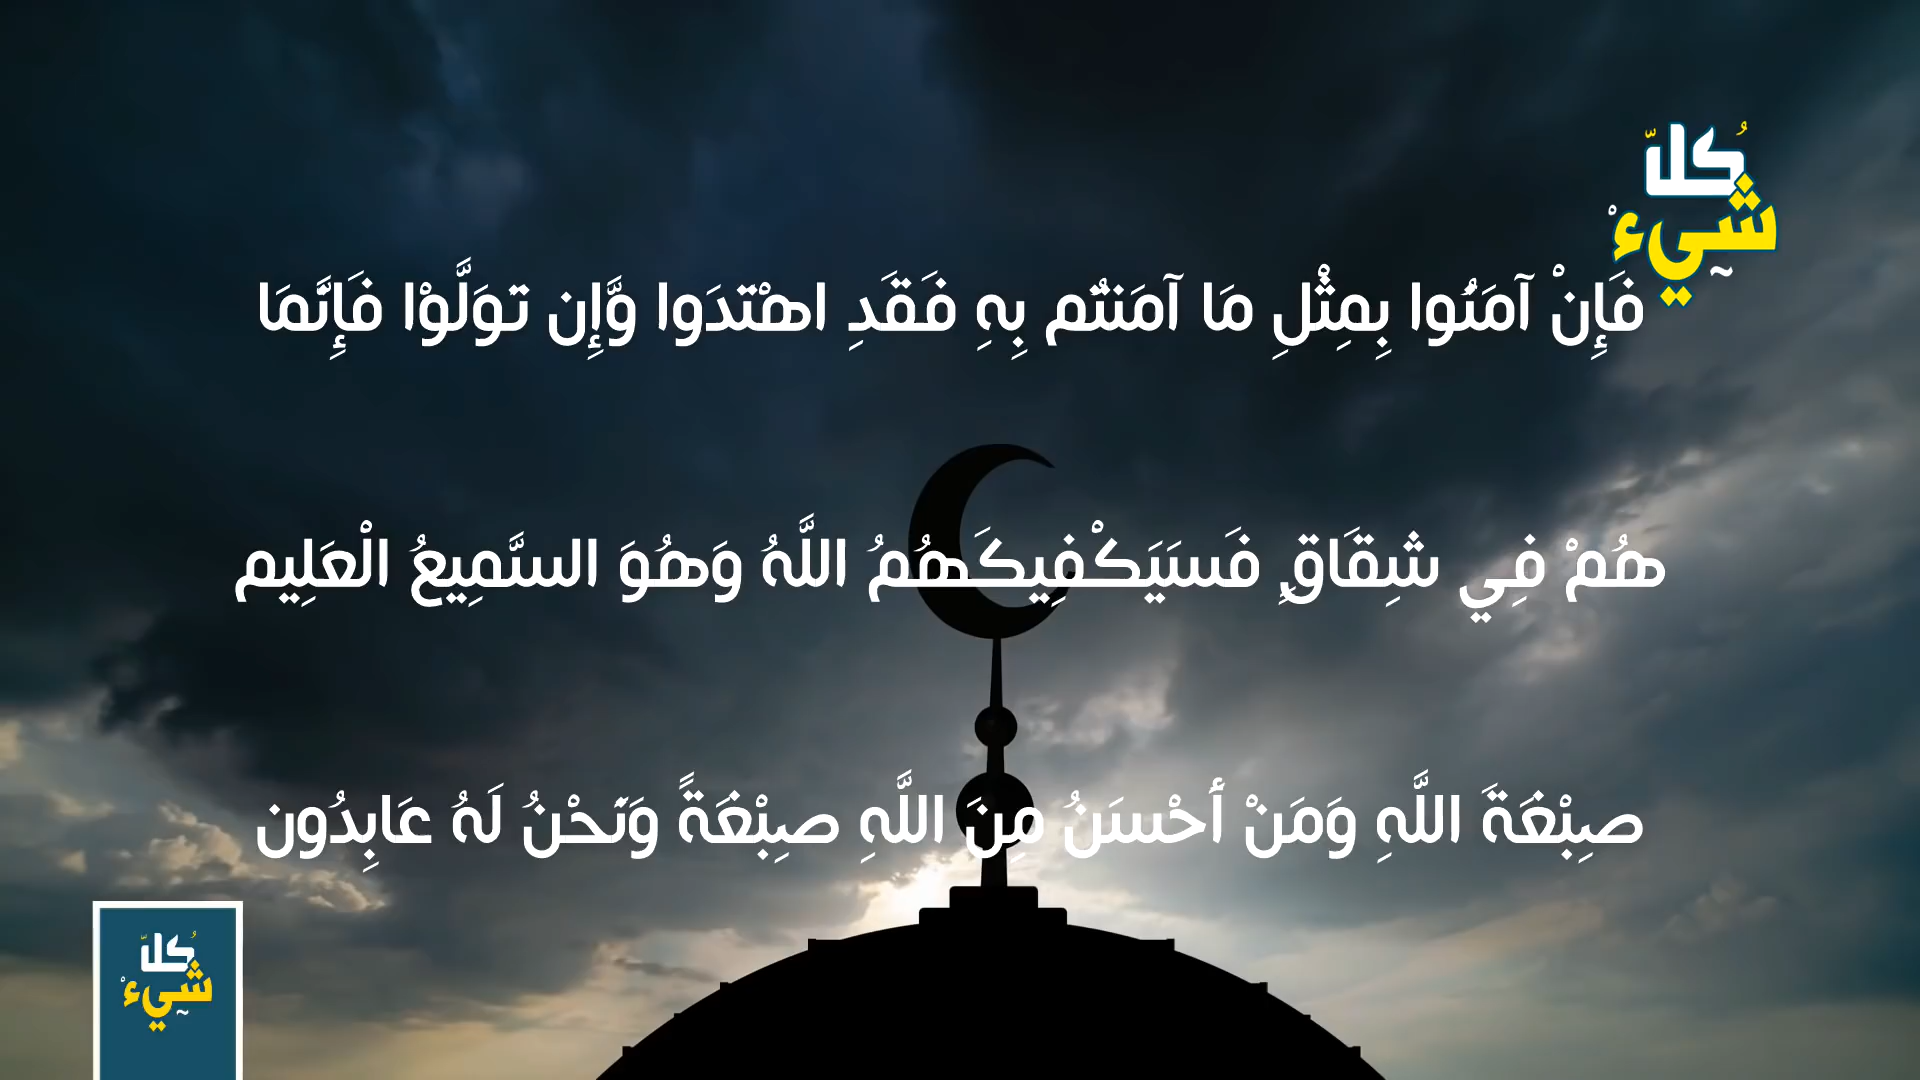 كلّ
شيء
فَإِنْ آمَنُوا بِمِثْلِ مَا آمَنتُم بِهِ فَقَدِ اهْتَدَوا وَّإِن تَوَلَّوْا فَإِنَّمَا
هُمْ فِي شِقَاقٍ فَسَيَكْفِيكَهُمُ اللَّهُ وَهُوَ السَّمِيعُ الْعَلِيم
صِبْغَةَ اللَّهِ وَمَنْ أَحْسَنُ مِنَ اللَّهِ صِبْغَةً وَنَحْنُ لَهُ عَابِدُون
كلّ
شيء